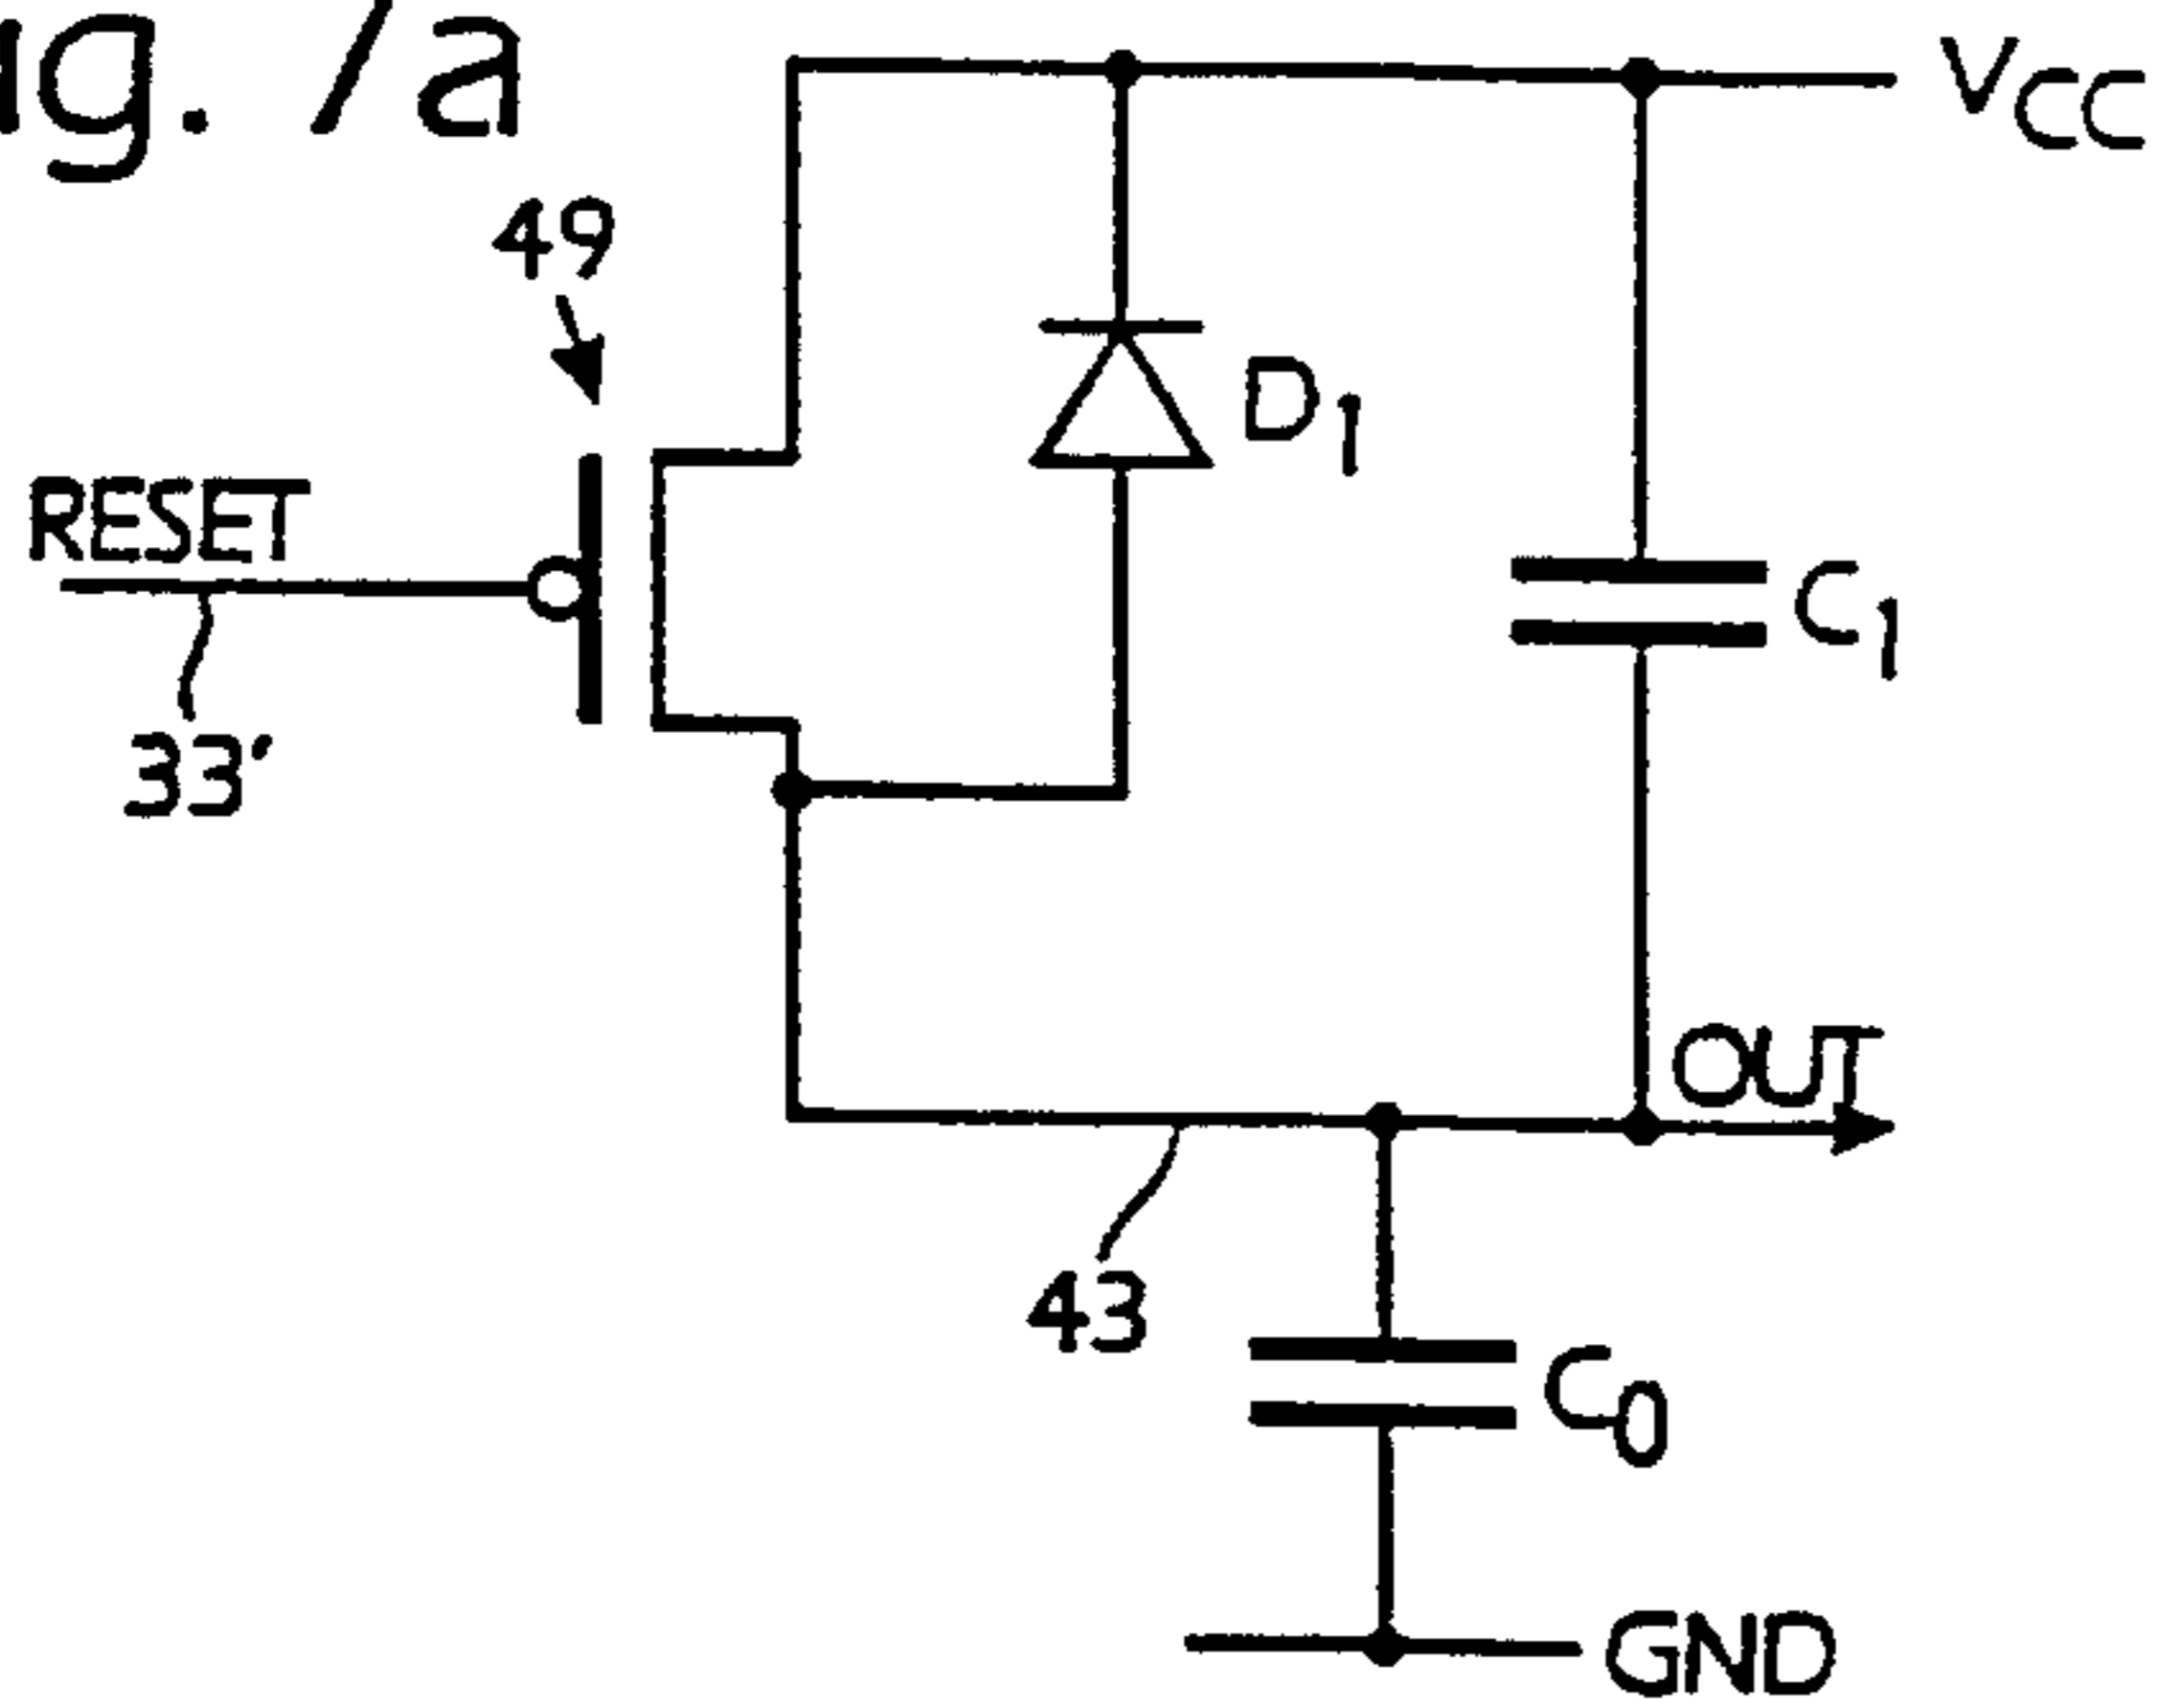 ig. 7a
VCC
49
D1
RESET
C1
33'
OUT
43
C0
GND